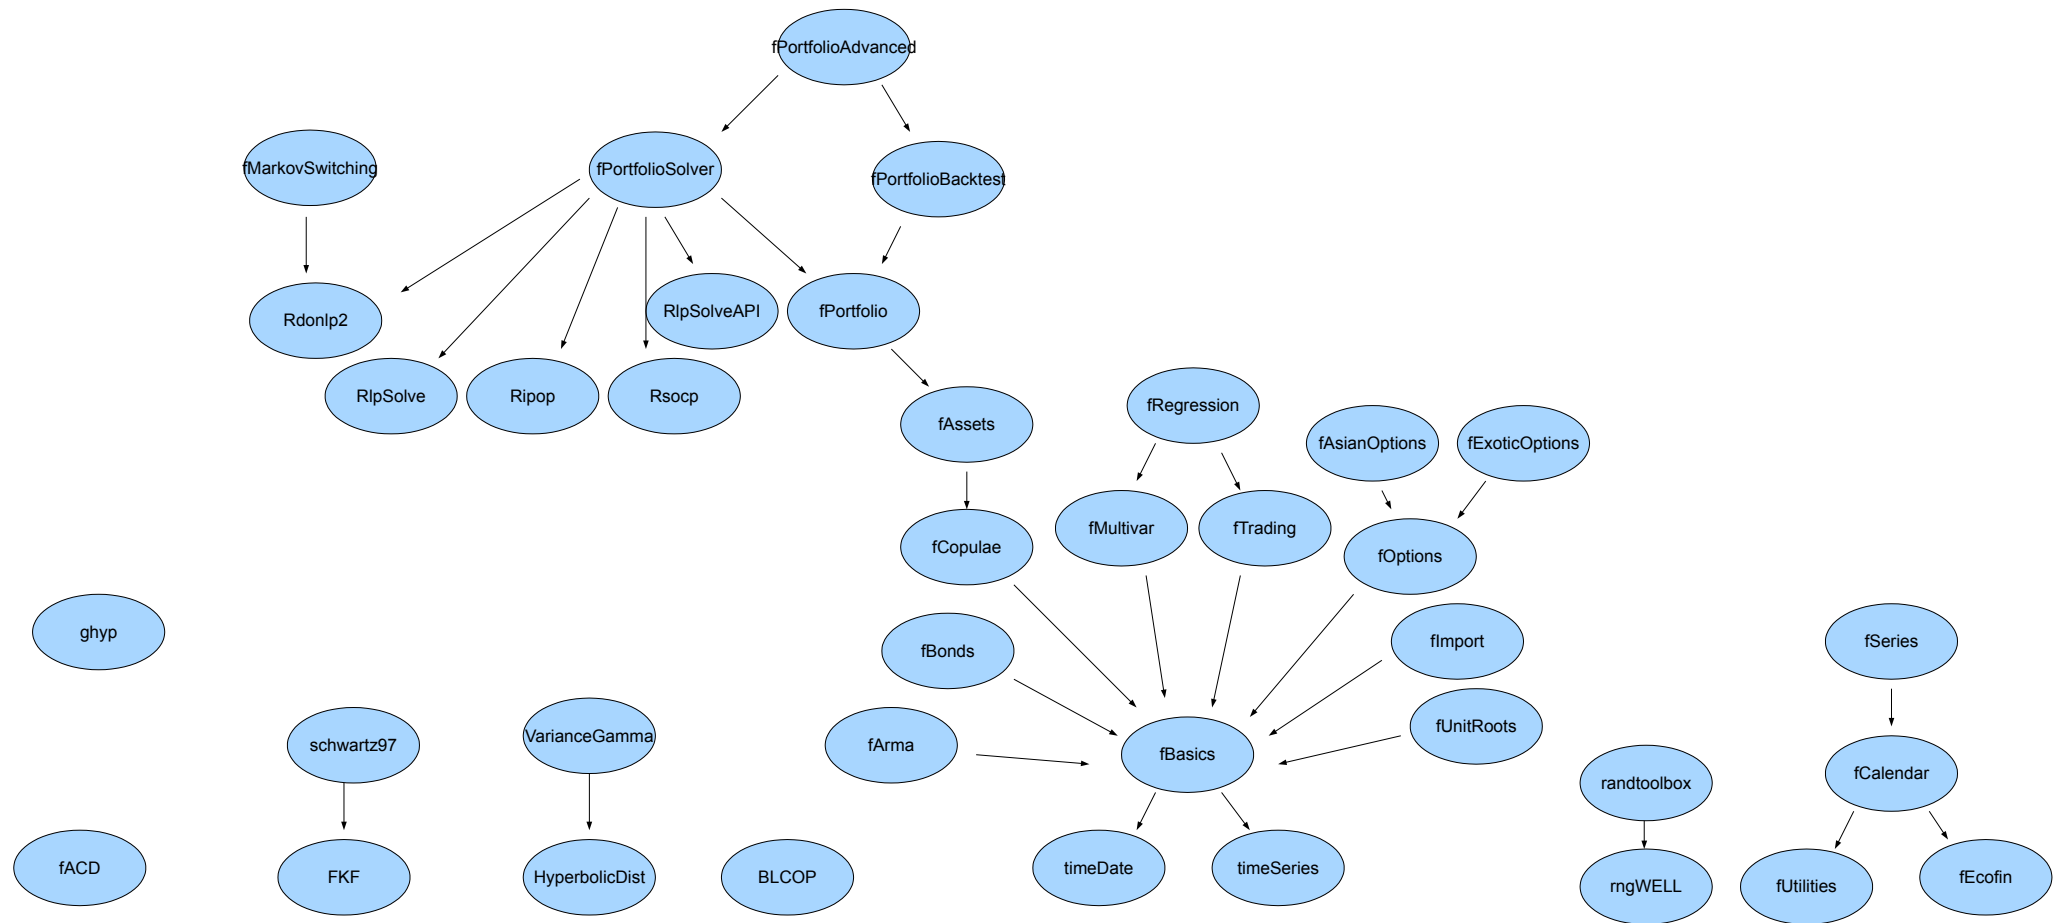 fPortfolioAdvanced
fMarkovSwitching
fPortfolioSolver
fPortfolioBacktest
Rdonlp2
RlpSolveAPI
fPortfolio
RlpSolve
Ripop
Rsocp
fAssets
fRegression
fAsianOptions
fExoticOptions
fCopulae
fMultivar
fTrading
fOptions
ghyp
fBonds
fImport
fSeries
schwartz97
VarianceGamma
fArma
fBasics
fUnitRoots
randtoolbox
fCalendar
fACD
FKF
HyperbolicDist
BLCOP
timeDate
timeSeries
rngWELL
fUtilities
fEcofin